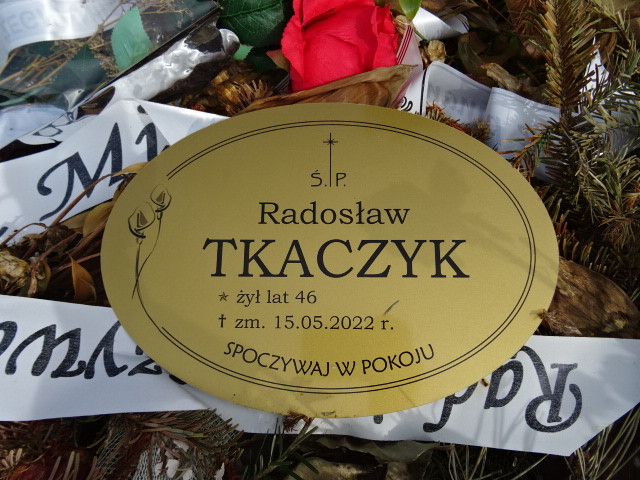 Ś. P.
Radosław
TKACZYK
✯ żył lat 46
† zm. 15.05.2022 r.
SPOCZYWAJ W POKOJU